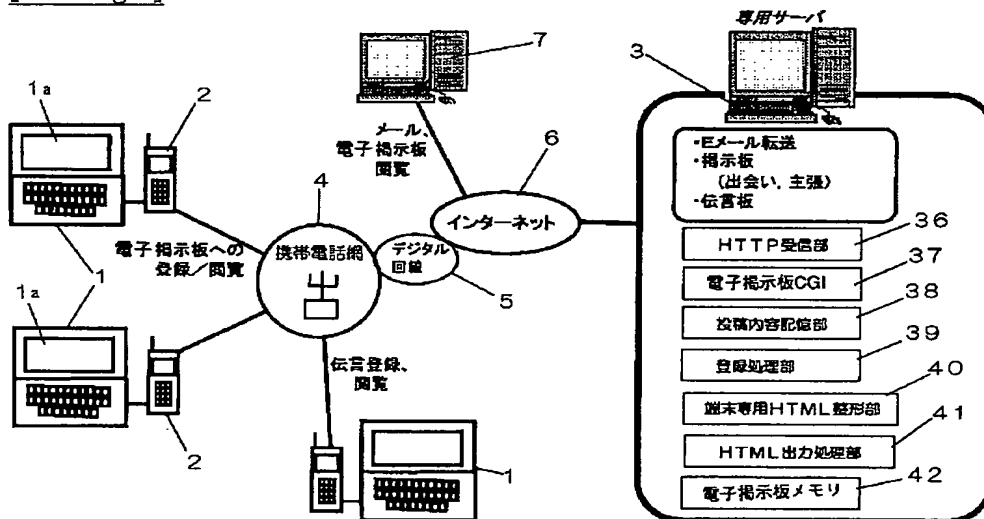 専用サーバ
7
3
1a
2
メール、
電子掲示板
閲覧
6
・Eメール転送
・掲示板
(出会い、主張)
・伝言板
4
インターネット
携帯電話網
デジタル
回線
5
電子掲示板への
登録/閲覧
1
1a
2
伝言登録、
閲覧
1
HTTP受信部
36
電子掲示板CGI
37
投稿内容記憶部
38
登録処理部
39
端末専用HTML整形部
40
HTML出力処理部
41
電子掲示板メモリ
42